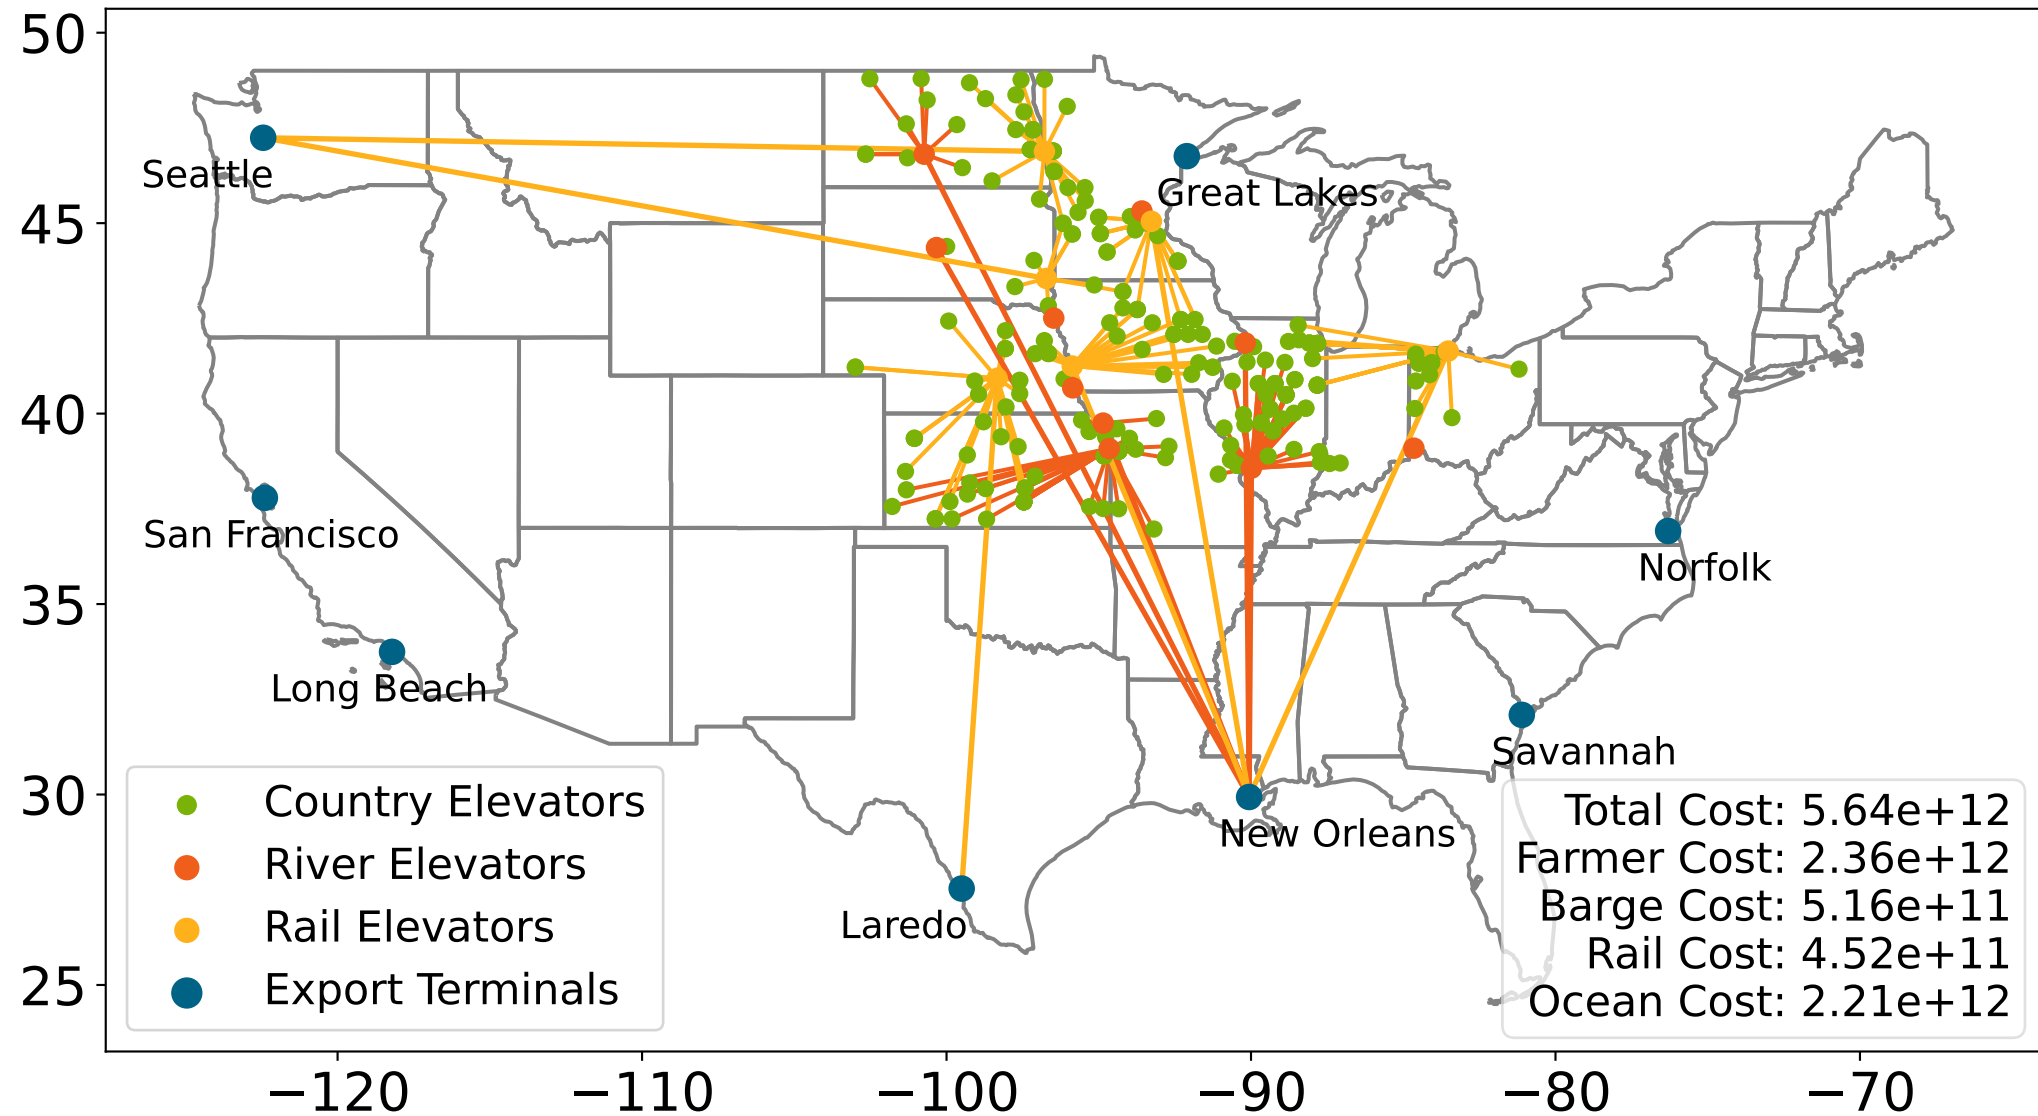 50
45
40
35
30
25
Seattle
Great Lakes
San Francisco
Norfolk
Long Beach
Savannah
New Orleans
Laredo
Country Elevators
River Elevators
Rail Elevators
Export Terminals
Total Cost: 5.64e+12
Farmer Cost: 2.36e+12
Barge Cost: 5.16e+11
Rail Cost: 4.52e+11
Ocean Cost: 2.21e+12
−120 −110 −100 −90 −80 −70